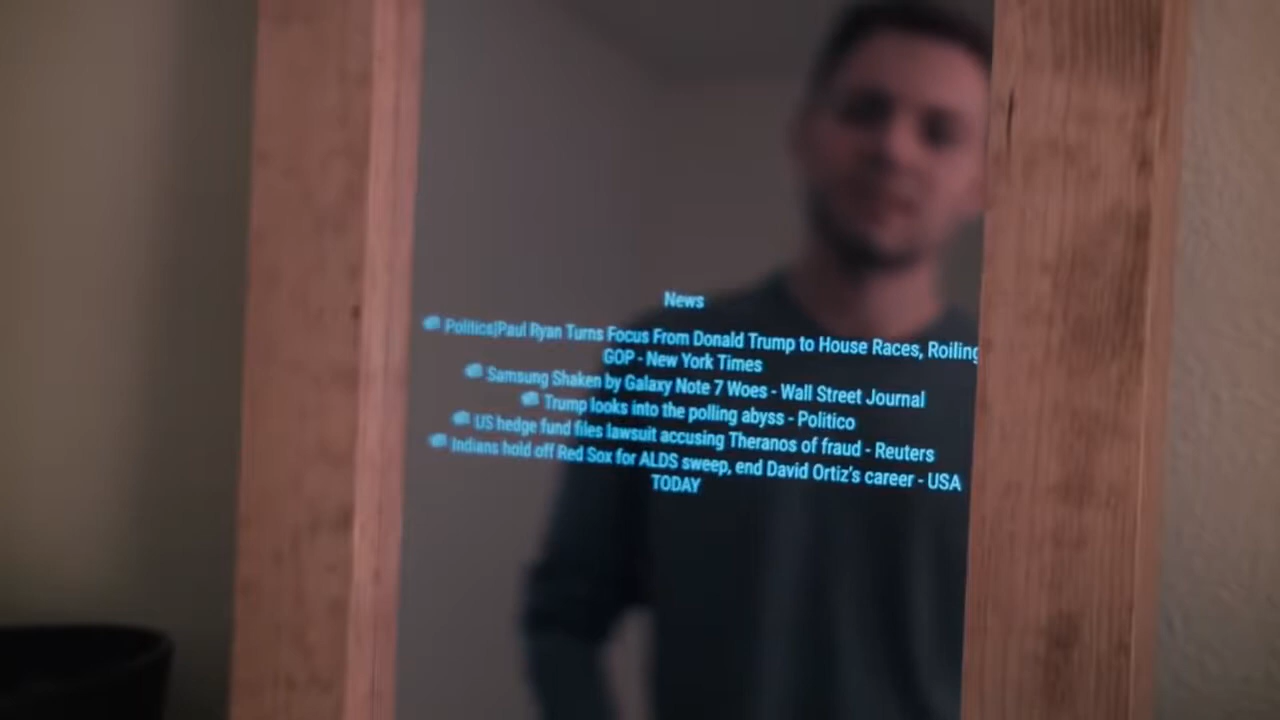 News
Politics|Paul Ryan Turns Focus From Donald Trump to House Races, Roiling
GOP - New York Times
Samsung Shaken by Galaxy Note 7 Woes - Wall Street Journal
Trump looks into the polling abyss - Politico
US hedge fund files lawsuit accusing Theranos of fraud - Reuters
Indians hold off Red Sox for ALDS sweep, end David Ortiz's career - USA
TODAY